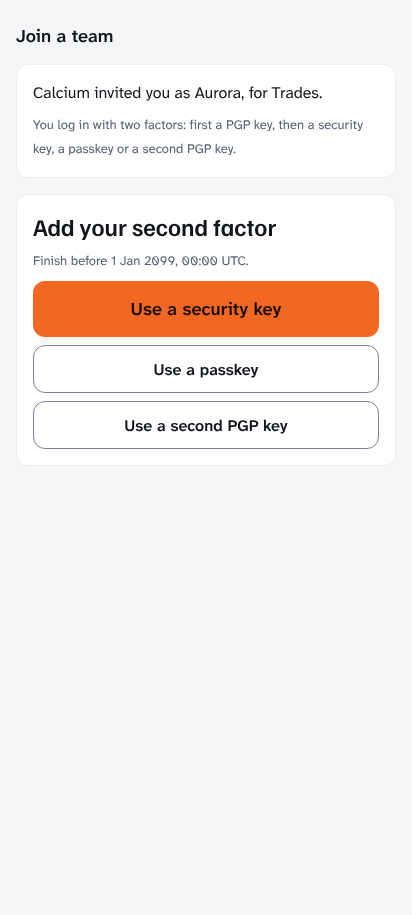 Join a team
Calcium invited you as Aurora, for Trades.
You log in with two factors: first a PGP key, then a security
key, a passkey or a second PGP key.
Add your second factor
Finish before 1 Jan 2099, 00:00 UTC.
Use a security key
Use a passkey
Use a second PGP key